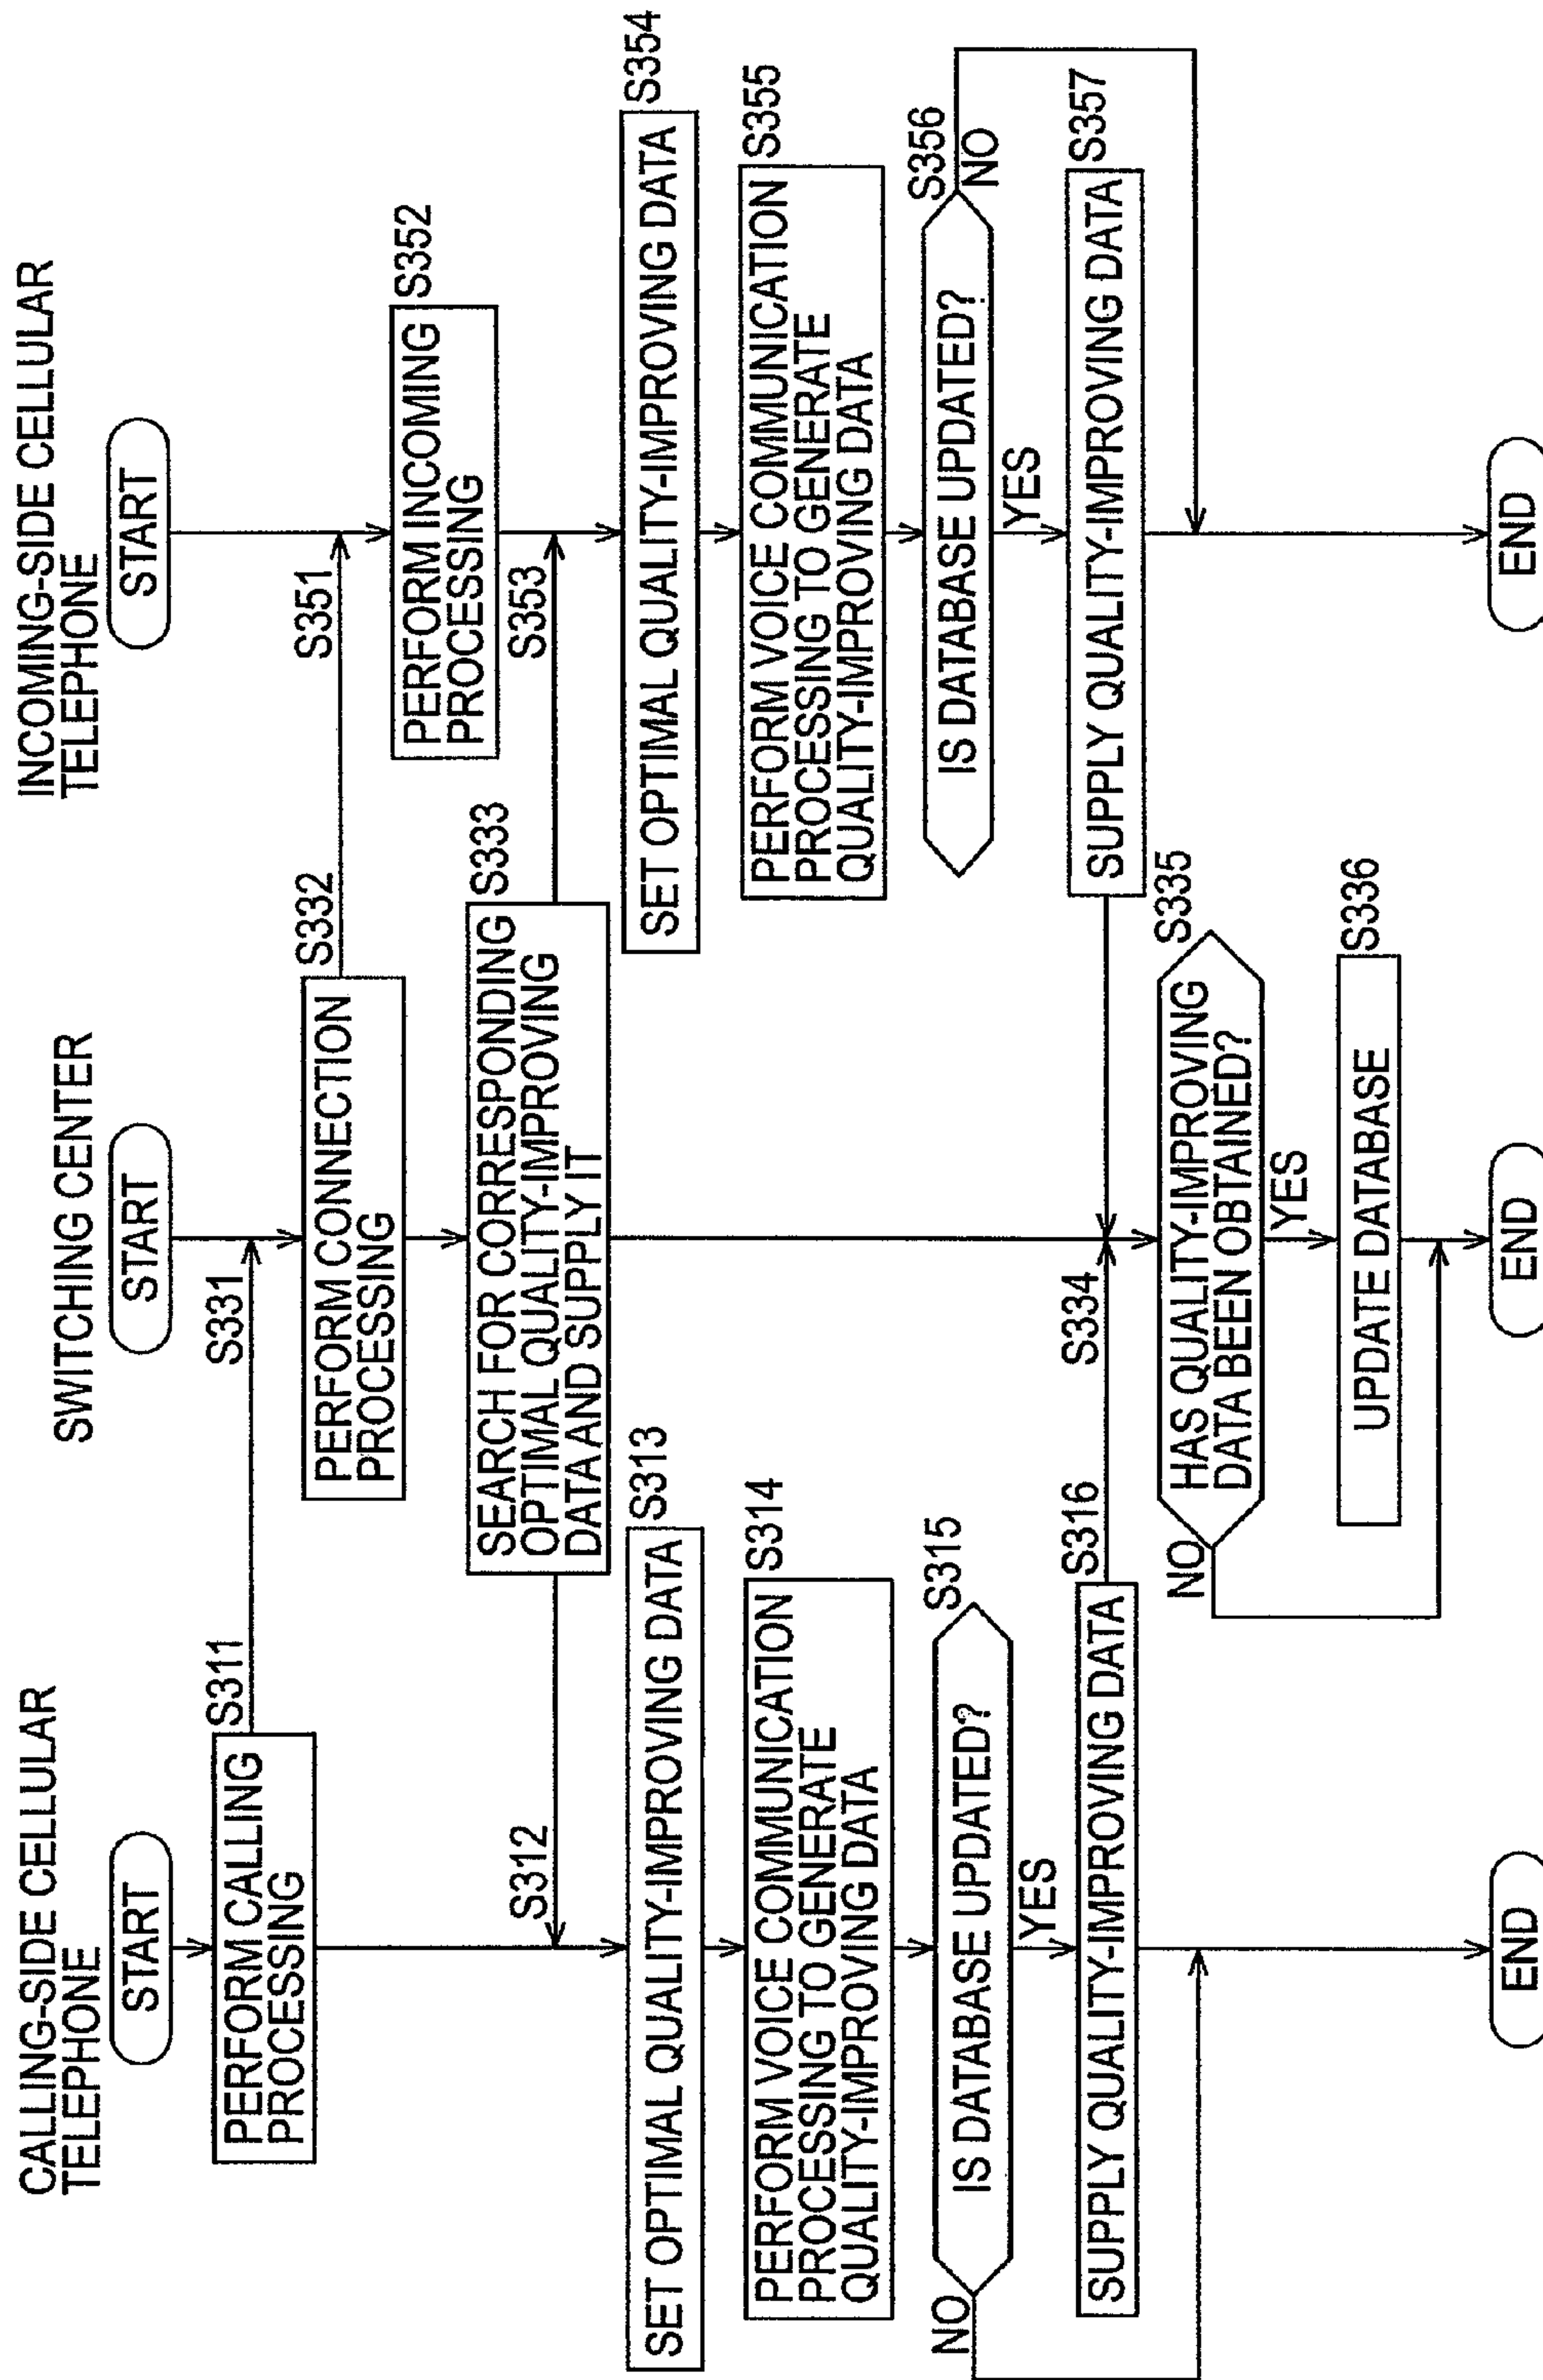 CALLING-SIDE CELLULAR
TELEPHONE
START
PERFORM CALLING
PROCESSING
S311
S312
SET OPTIMAL QUALITY-IMPROVING DATA
S313
PERFORM VOICE COMMUNICATION
PROCESSING TO GENERATE
QUALITY-IMPROVING DATA
S314
IS DATABASE UPDATED?
S315
NO
YES
SUPPLY QUALITY-IMPROVING DATA
S316
END
SWITCHING CENTER
START
S331
PERFORM CONNECTION
PROCESSING
S332
SEARCH FOR CORRESPONDING
OPTIMAL QUALITY-IMPROVING
DATA AND SUPPLY IT
S333
S334
HAS QUALITY-IMPROVING
DATA BEEN OBTAINED?
S335
NO
YES
UPDATE DATABASE
S336
END
INCOMING-SIDE CELLULAR
TELEPHONE
START
S351
PERFORM INCOMING
PROCESSING
S352
S353
SET OPTIMAL QUALITY-IMPROVING DATA
S354
PERFORM VOICE COMMUNICATION
PROCESSING TO GENERATE
QUALITY-IMPROVING DATA
S355
IS DATABASE UPDATED?
S356
NO
YES
SUPPLY QUALITY-IMPROVING DATA
S357
END